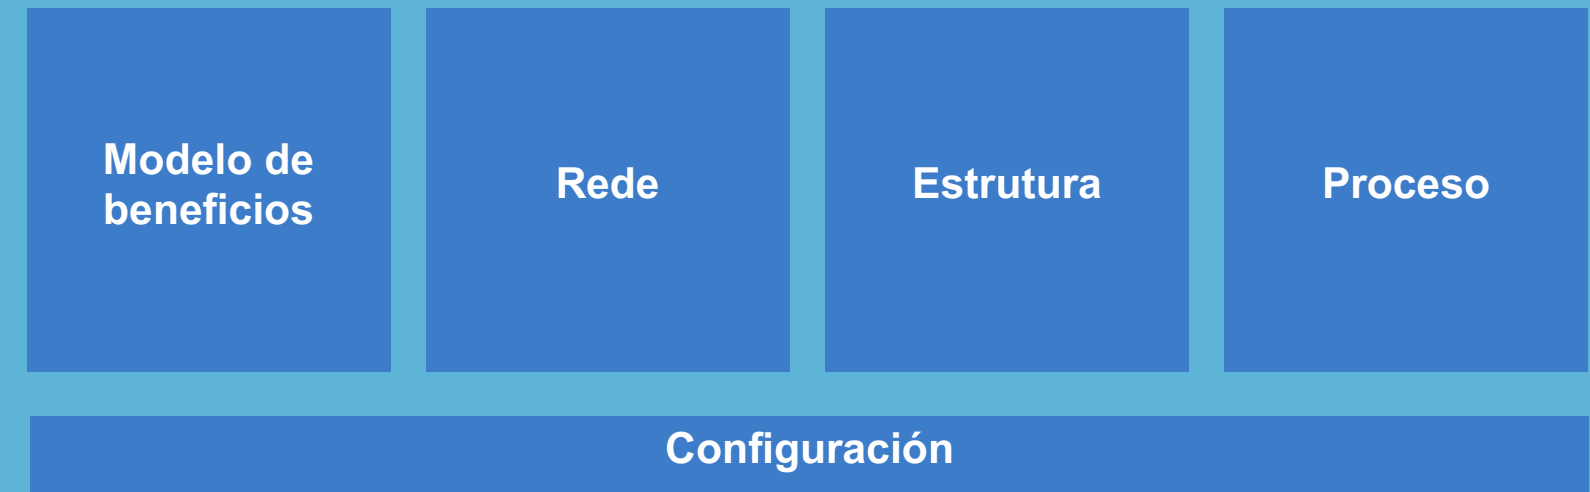 Modelo de
beneficios
Rede
Estrutura
Proceso
Configuración